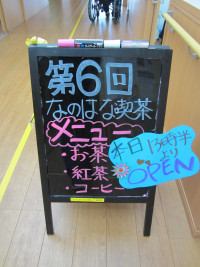 第6回
なのはな喫茶
メニュー
・お茶
・紅茶
・コーヒー
本日 13時半
より
OPEN